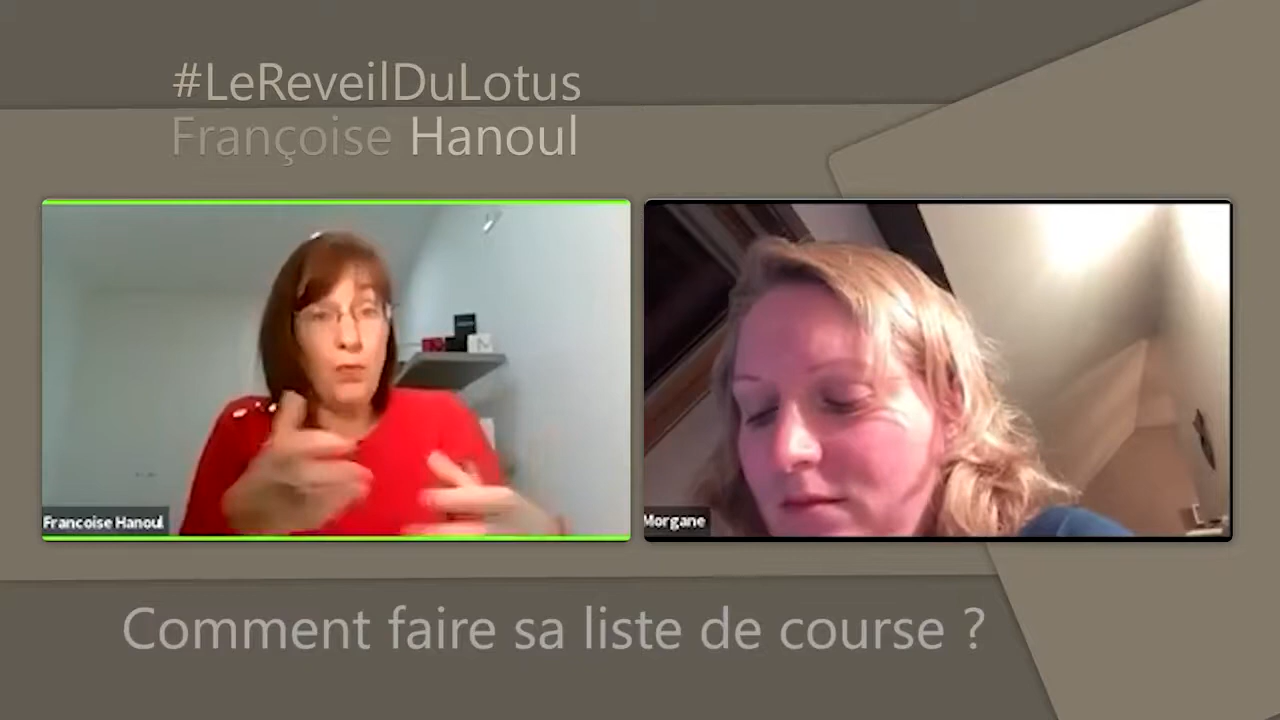 #LeReveilDuLotus
Françoise Hanoul
Francoise Hanoul
Morgane
Comment faire sa liste de course ?